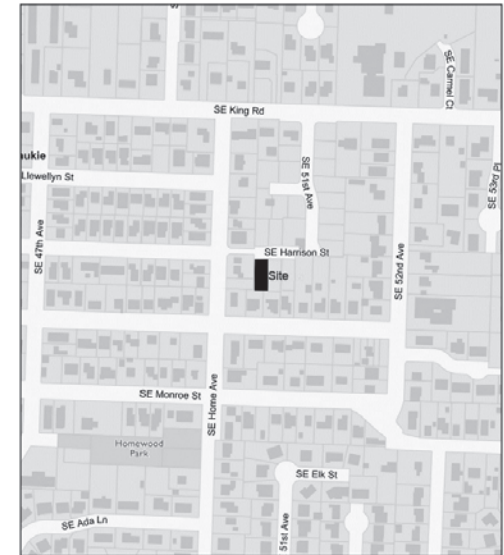 SE Carmel Ct
SE King Rd
ukie
Llewellyn St
SE 51st Ave
SE 53rd Pl
SE 47th Ave
SE Harrison St
SE 52nd Ave
Site
SE Monroe St
SE Home Ave
Homewood
Park
SE Elk St
SE Ada Ln
51st Ave